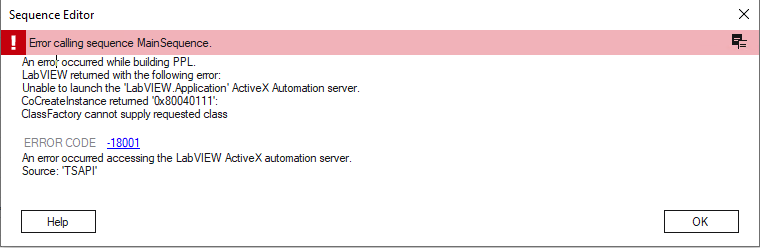 Sequence Editor
Error calling sequence MainSequence.
An error occurred while building PPL.
LabVIEW returned with the following error:
Unable to launch the 'LabVIEW.Application' ActiveX Automation server.
CoCreateInstance returned '0x80040111':
ClassFactory cannot supply requested class
ERROR CODE -18001
An error occurred accessing the LabVIEW ActiveX automation server.
Source: 'TSAPI'
Help
OK